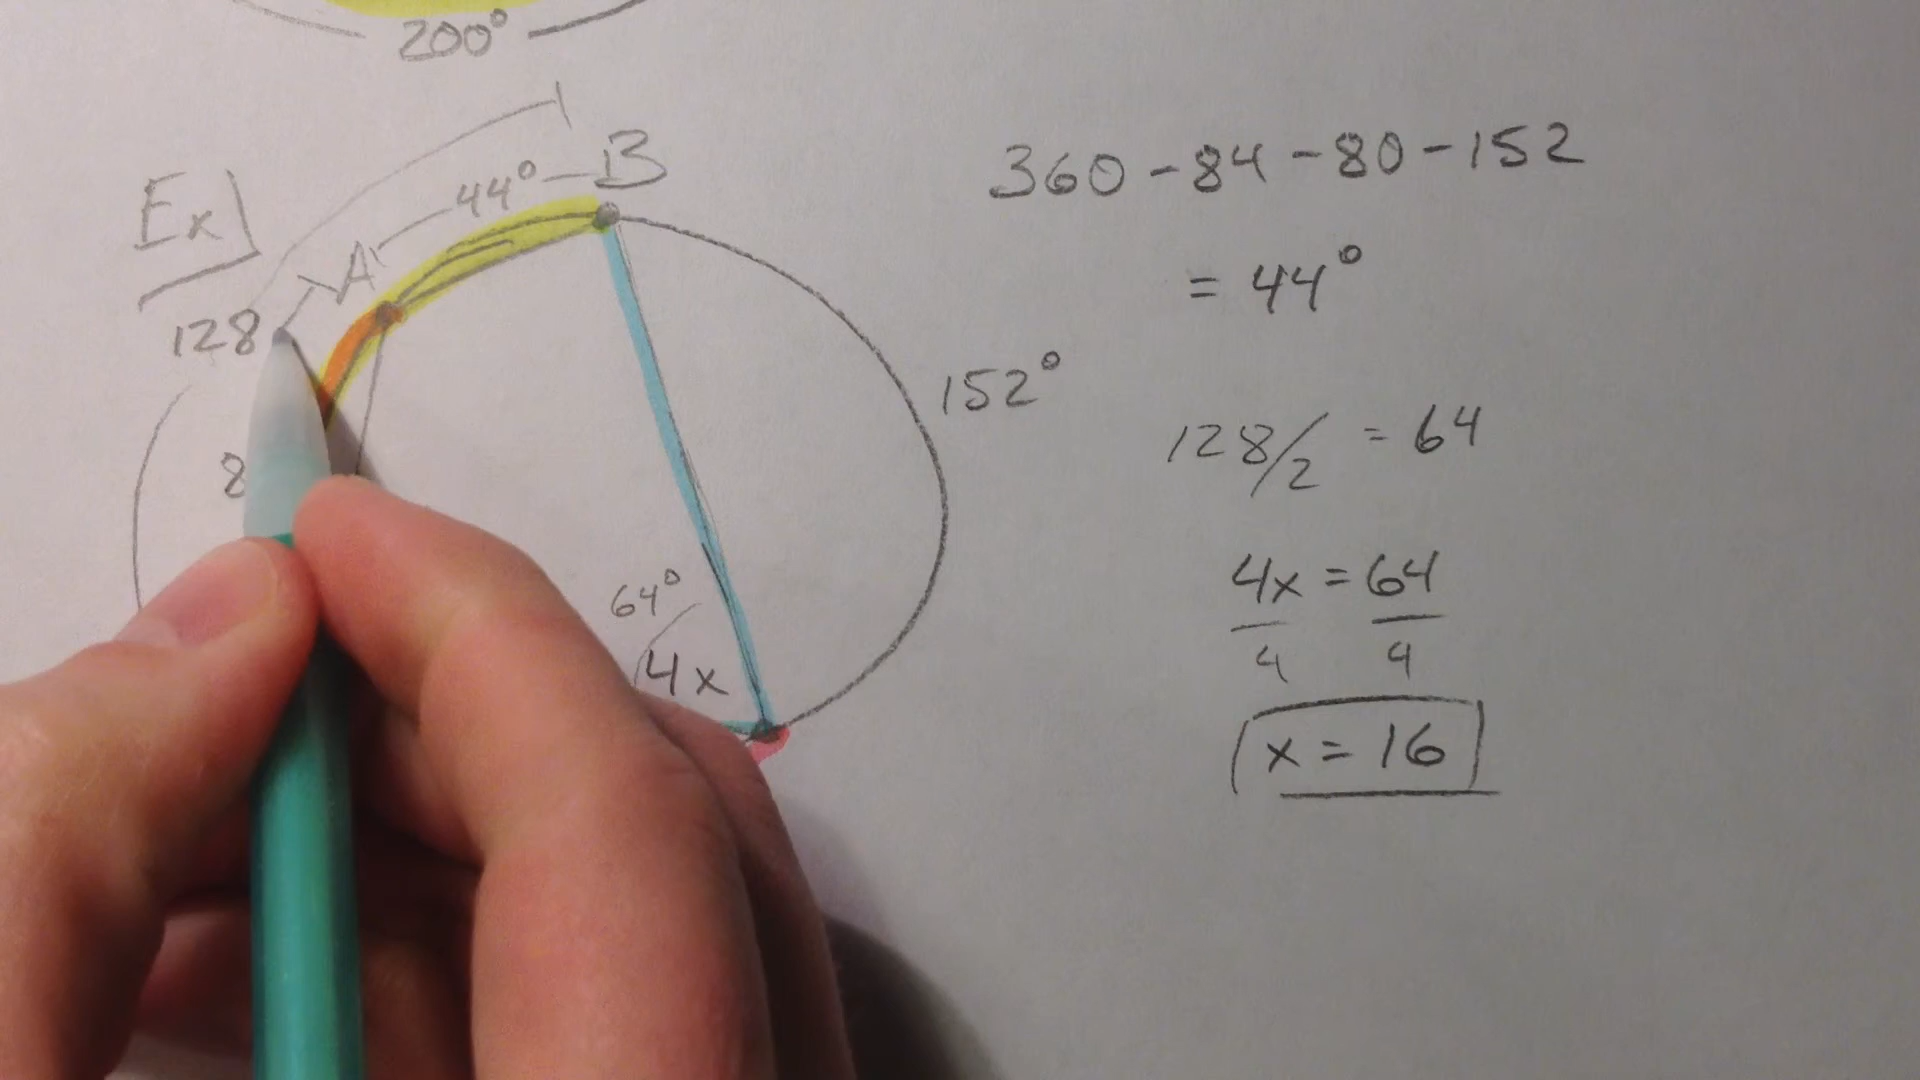 200°
Ex]
44°
B
A
128
8
152°
64°
4x
360 - 84 - 80 - 152
= 44°
128/2 = 64
4x = 64
4 4
x = 16